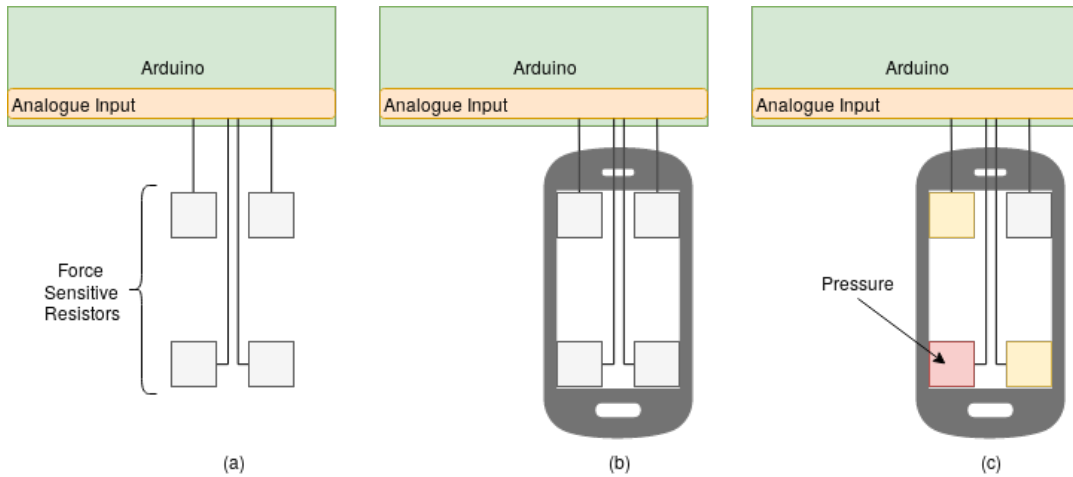 Arduino
Analogue Input
Force
Sensitive
Resistors
(a)
Arduino
Analogue Input
(b)
Arduino
Analogue Input
Pressure
(c)